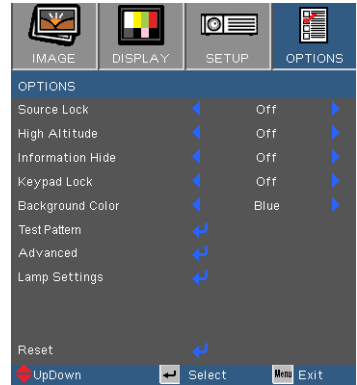 IMAGE DISPLAY SETUP OPTIONS
OPTIONS
Source Lock Off
High Altitude Off
Information Hide Off
Keypad Lock Off
Background Color Blue
Test Pattern
Advanced
Lamp Settings
Reset
UpDown Select Menu Exit